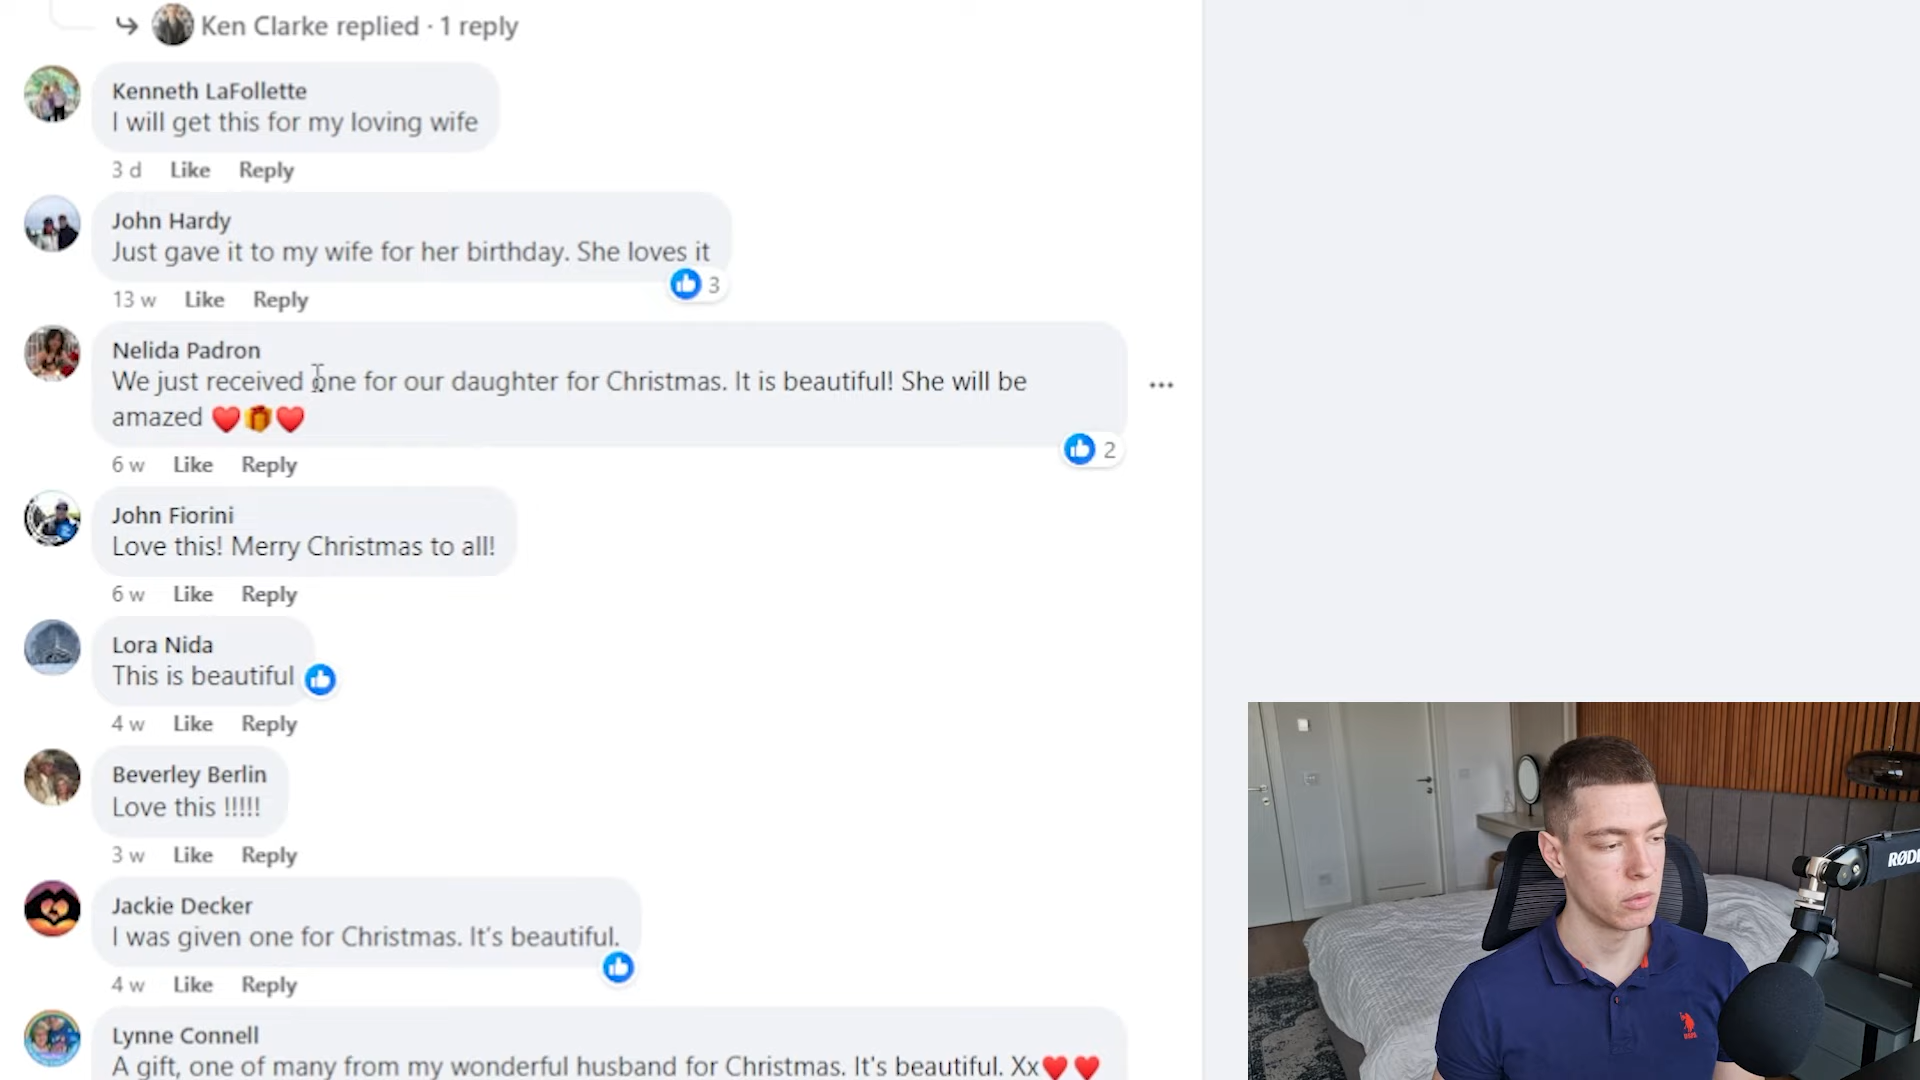 Ken Clarke replied · 1 reply
Kenneth LaFollette
I will get this for my loving wife
3 d Like Reply
John Hardy
Just gave it to my wife for her birthday. She loves it
3
13 w Like Reply
Nelida Padron
We just received one for our daughter for Christmas. It is beautiful! She will be
amazed ❤️🎁❤️
2
6 w Like Reply
John Fiorini
Love this! Merry Christmas to all!
6 w Like Reply
Lora Nida
This is beautiful
4 w Like Reply
Beverley Berlin
Love this !!!!!
3 w Like Reply
Jackie Decker
I was given one for Christmas. It's beautiful.
4 w Like Reply
Lynne Connell
A gift, one of many from my wonderful husband for Christmas. It's beautiful. Xx❤️❤️
RØDE